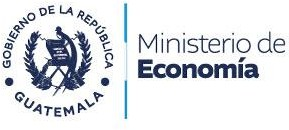 GOBIERNO DE LA REPÚBLICA
GUATEMALA
Ministerio de
Economía